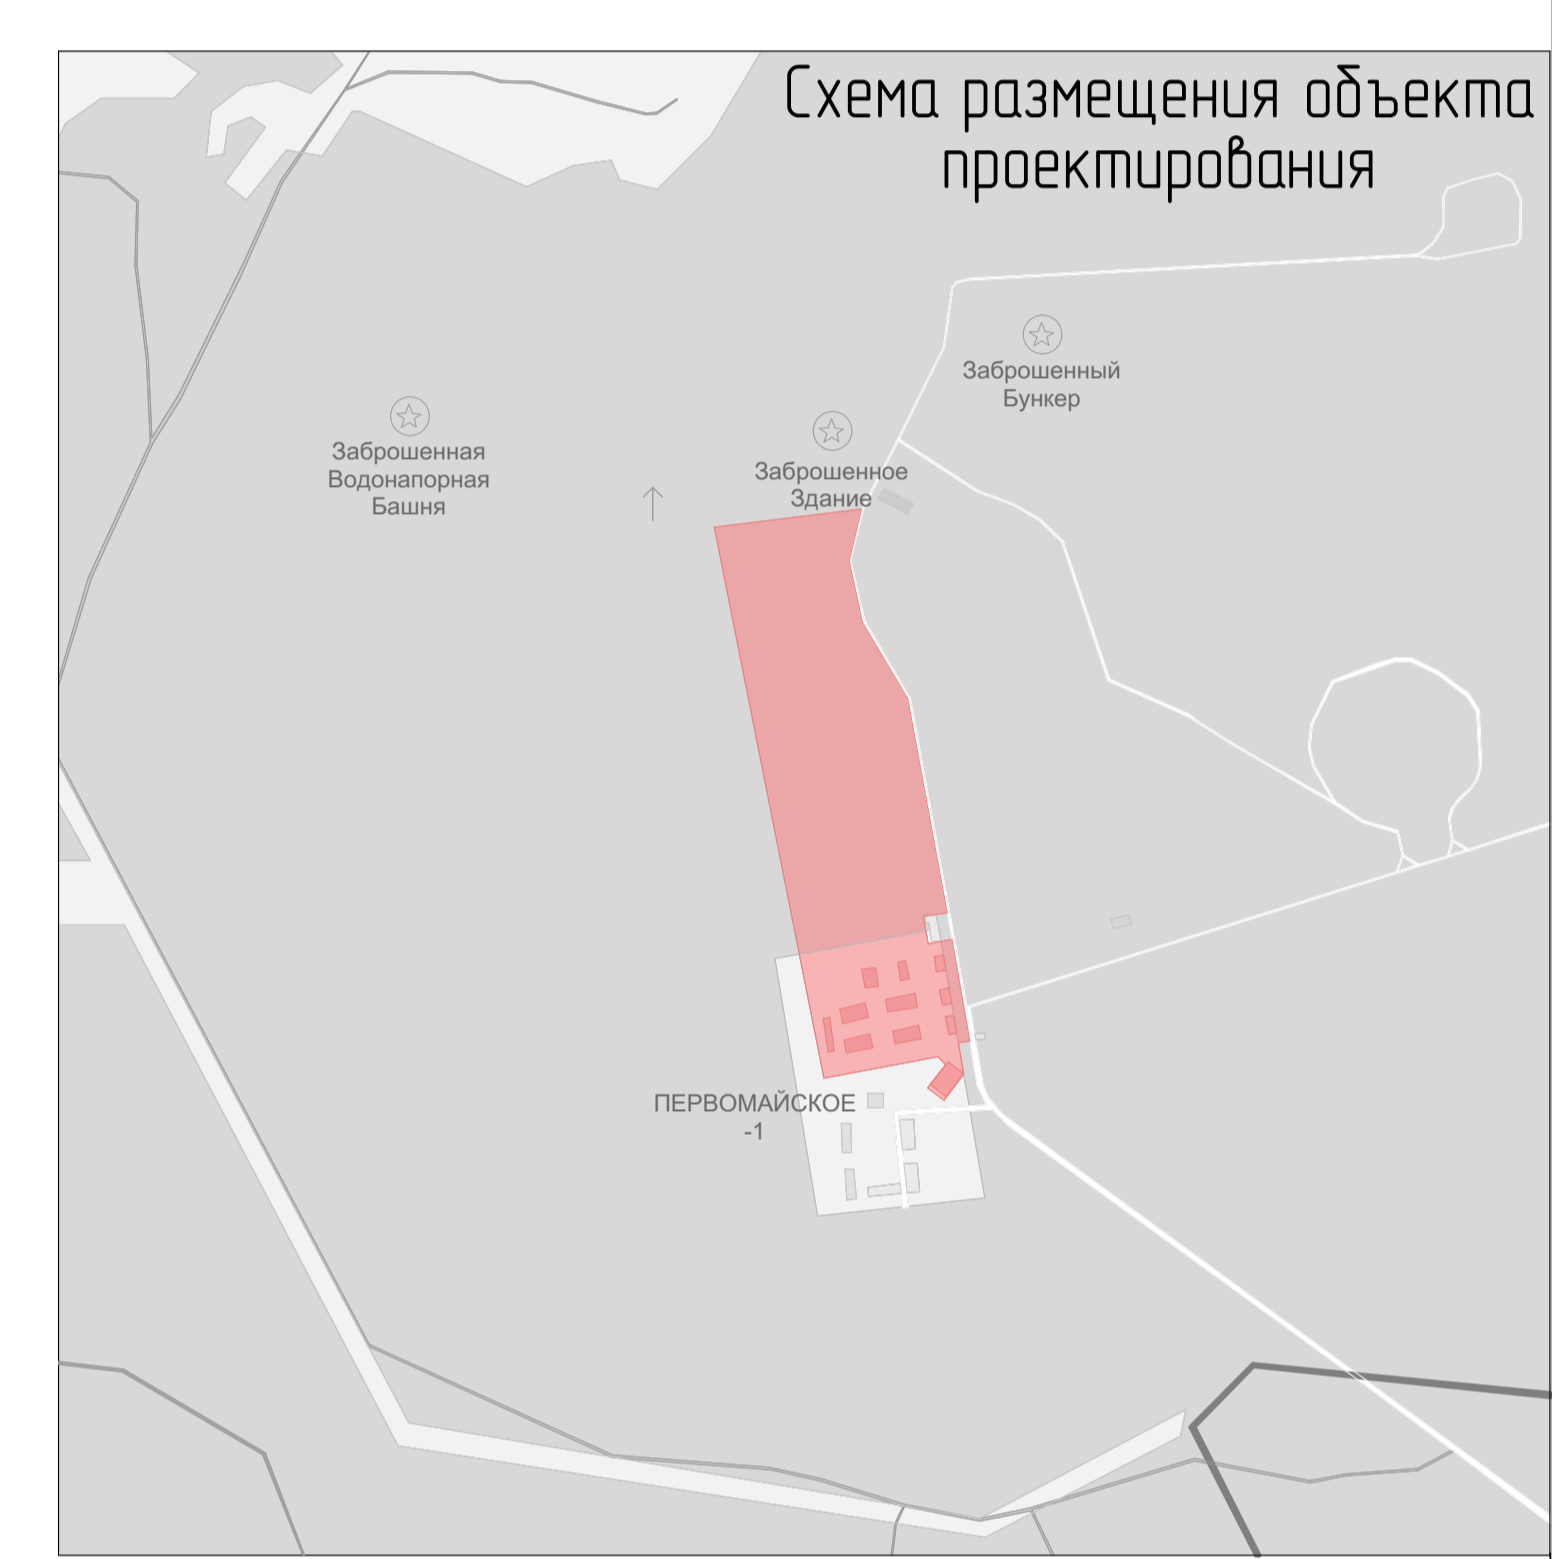 Схема размещения объекта
проектирования
Заброшенный
Бункер
Заброшенная
Водонапорная
Башня
Заброшенное
Здание
ПЕРВОМАЙСКОЕ
-1